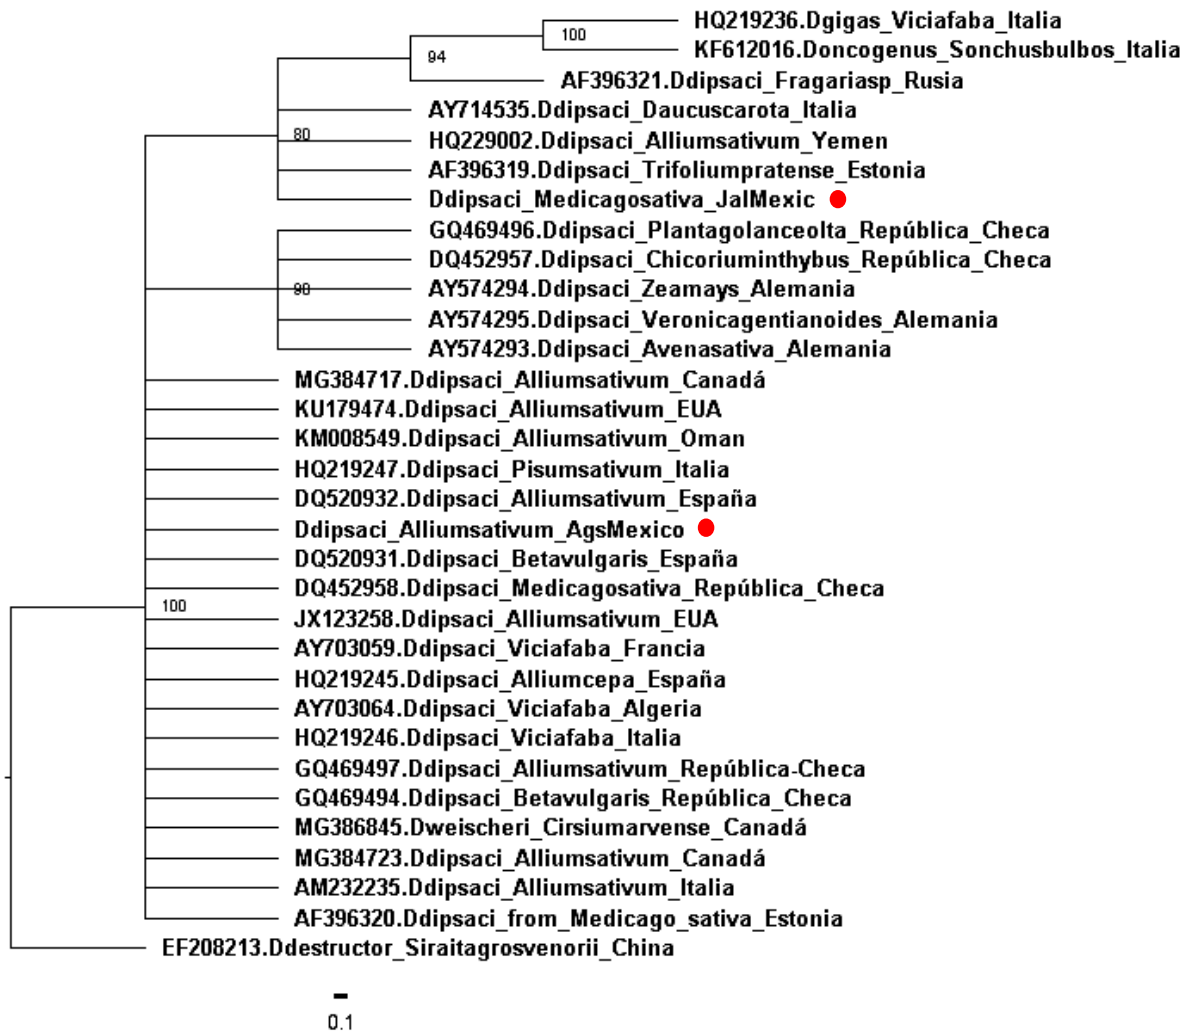 HQ219236.Dgigas_Viciafaba_Italia
100
KF612016.Doncogenus_Sonchusbulbos_Italia
94
AF396321.Ddipsaci_Fragariasp_Rusia
AY714535.Ddipsaci_Daucuscarota_Italia
80
HQ229002.Ddipsaci_Alliumsativum_Yemen
AF396319.Ddipsaci_Trifoliumpratense_Estonia
Ddipsaci_Medicagosativa_JalMexic
GQ469496.Ddipsaci_Plantagolanceolta_República_Checa
DQ452957.Ddipsaci_Chicoriuminthybus_República_Checa
90
AY574294.Ddipsaci_Zeamays_Alemania
AY574295.Ddipsaci_Veronicagentianoides_Alemania
AY574293.Ddipsaci_Avenasativa_Alemania
MG384717.Ddipsaci_Alliumsativum_Canadá
KU179474.Ddipsaci_Alliumsativum_EUA
KM008549.Ddipsaci_Alliumsativum_Oman
HQ219247.Ddipsaci_Pisumsativum_Italia
DQ520932.Ddipsaci_Alliumsativum_España
Ddipsaci_Alliumsativum_AgsMexico
DQ520931.Ddipsaci_Betavulgaris_España
DQ452958.Ddipsaci_Medicagosativa_República_Checa
100
JX123258.Ddipsaci_Alliumsativum_EUA
AY703059.Ddipsaci_Viciafaba_Francia
HQ219245.Ddipsaci_Alliumcepa_España
AY703064.Ddipsaci_Viciafaba_Algeria
HQ219246.Ddipsaci_Viciafaba_Italia
GQ469497.Ddipsaci_Alliumsativum_República-Checa
GQ469494.Ddipsaci_Betavulgaris_República_Checa
MG386845.Dweischeri_Cirsiumarvense_Canadá
MG384723.Ddipsaci_Alliumsativum_Canadá
AM232235.Ddipsaci_Alliumsativum_Italia
AF396320.Ddipsaci_from_Medicago_sativa_Estonia
EF208213.Ddestructor_Siraitagrosvenorii_China
0.1